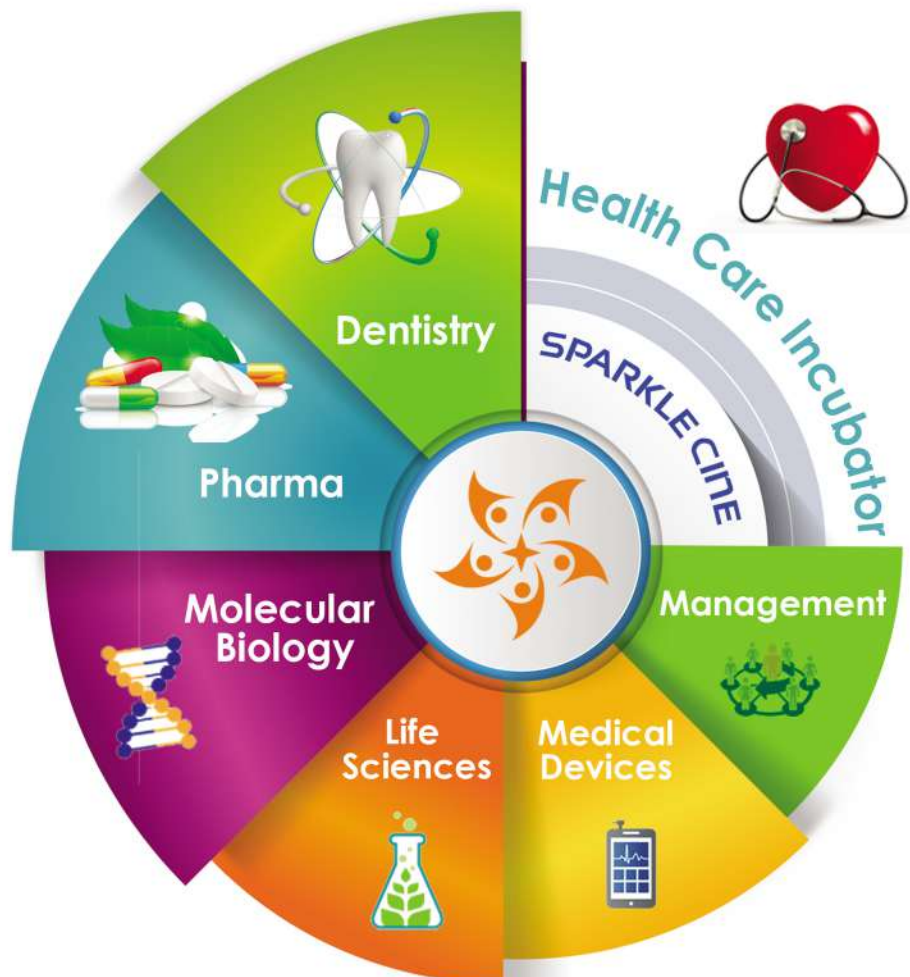 Health Care Incubator
SPARKLE CINE
Dentistry
Pharma
Molecular
Biology
Life
Sciences
Medical
Devices
Management